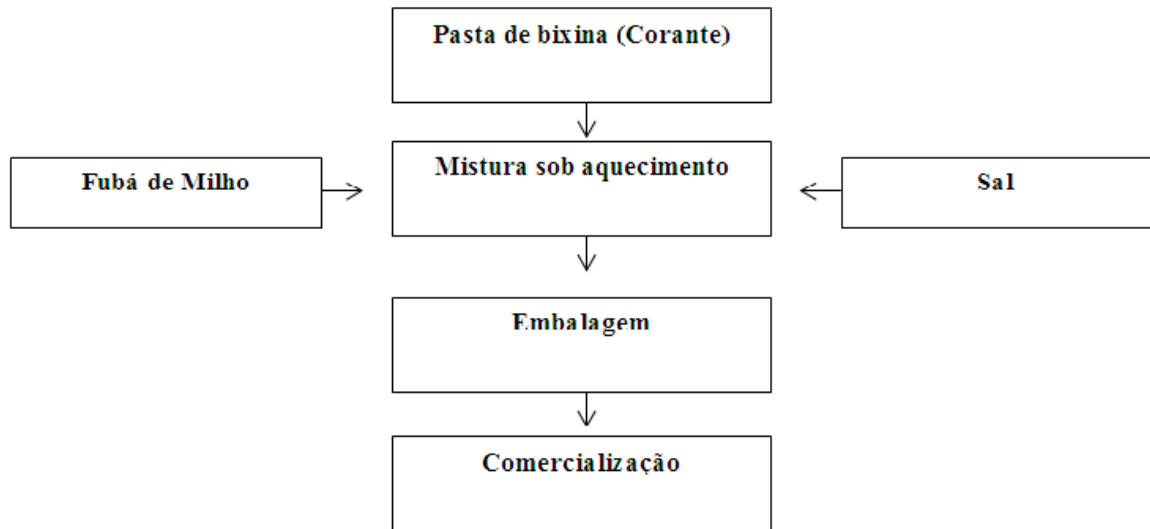 Pasta de bixina (Corante)
Mistura sob aquecimento
Fubá de Milho
Sal
Embalagem
Comercialização